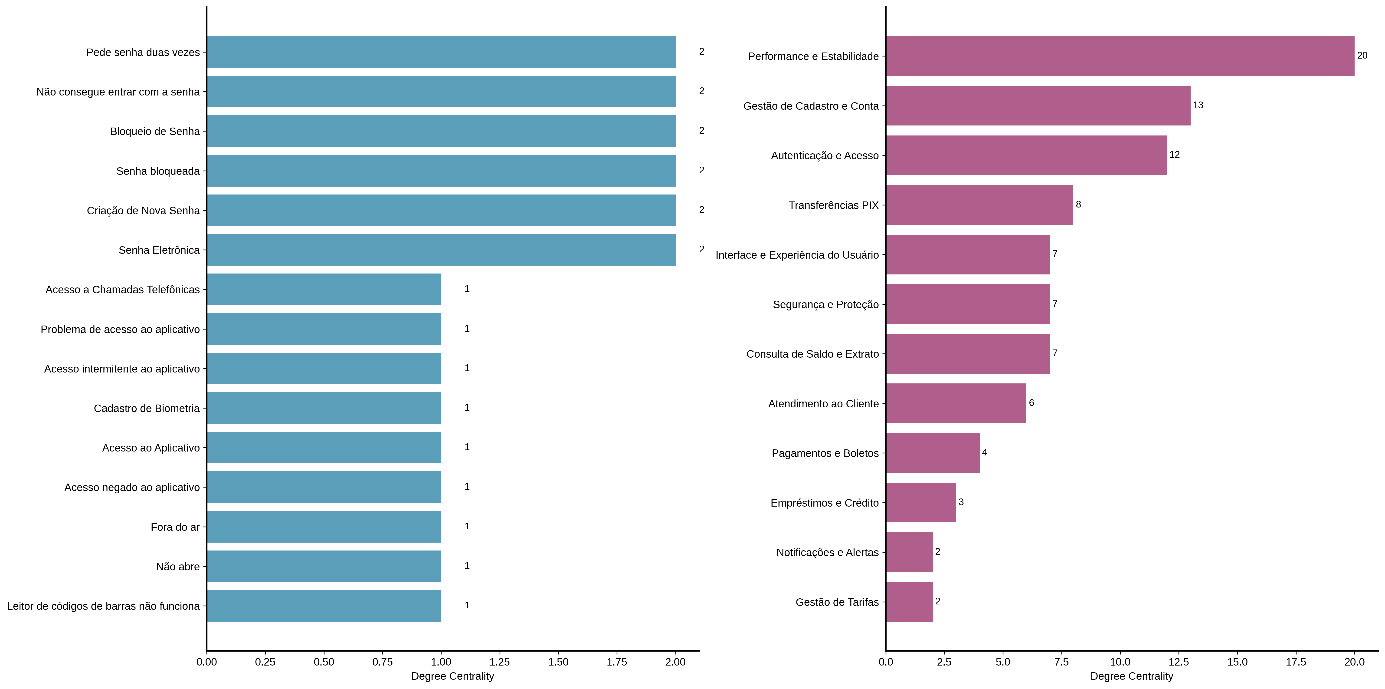 Pede senha duas vezes 2
Não consegue entrar com a senha 2
Bloqueio de Senha 2
Senha bloqueada 2
Criação de Nova Senha 2
Senha Eletrônica 2
Acesso a Chamadas Telefônicas 1
Problema de acesso ao aplicativo 1
Acesso intermitente ao aplicativo 1
Cadastro de Biometria 1
Acesso ao Aplicativo 1
Acesso negado ao aplicativo 1
Fora do ar 1
Não abre 1
Leitor de códigos de barras não funciona 1
0.00 0.25 0.50 0.75 1.00 1.25 1.50 1.75 2.00
Degree Centrality
Performance e Estabilidade 20
Gestão de Cadastro e Conta 13
Autenticação e Acesso 12
Transferências PIX 8
Interface e Experiência do Usuário 7
Segurança e Proteção 7
Consulta de Saldo e Extrato 7
Atendimento ao Cliente 6
Pagamentos e Boletos 4
Empréstimos e Crédito 3
Notificações e Alertas 2
Gestão de Tarifas 2
0.0 2.5 5.0 7.5 10.0 12.5 15.0 17.5 20.0
Degree Centrality